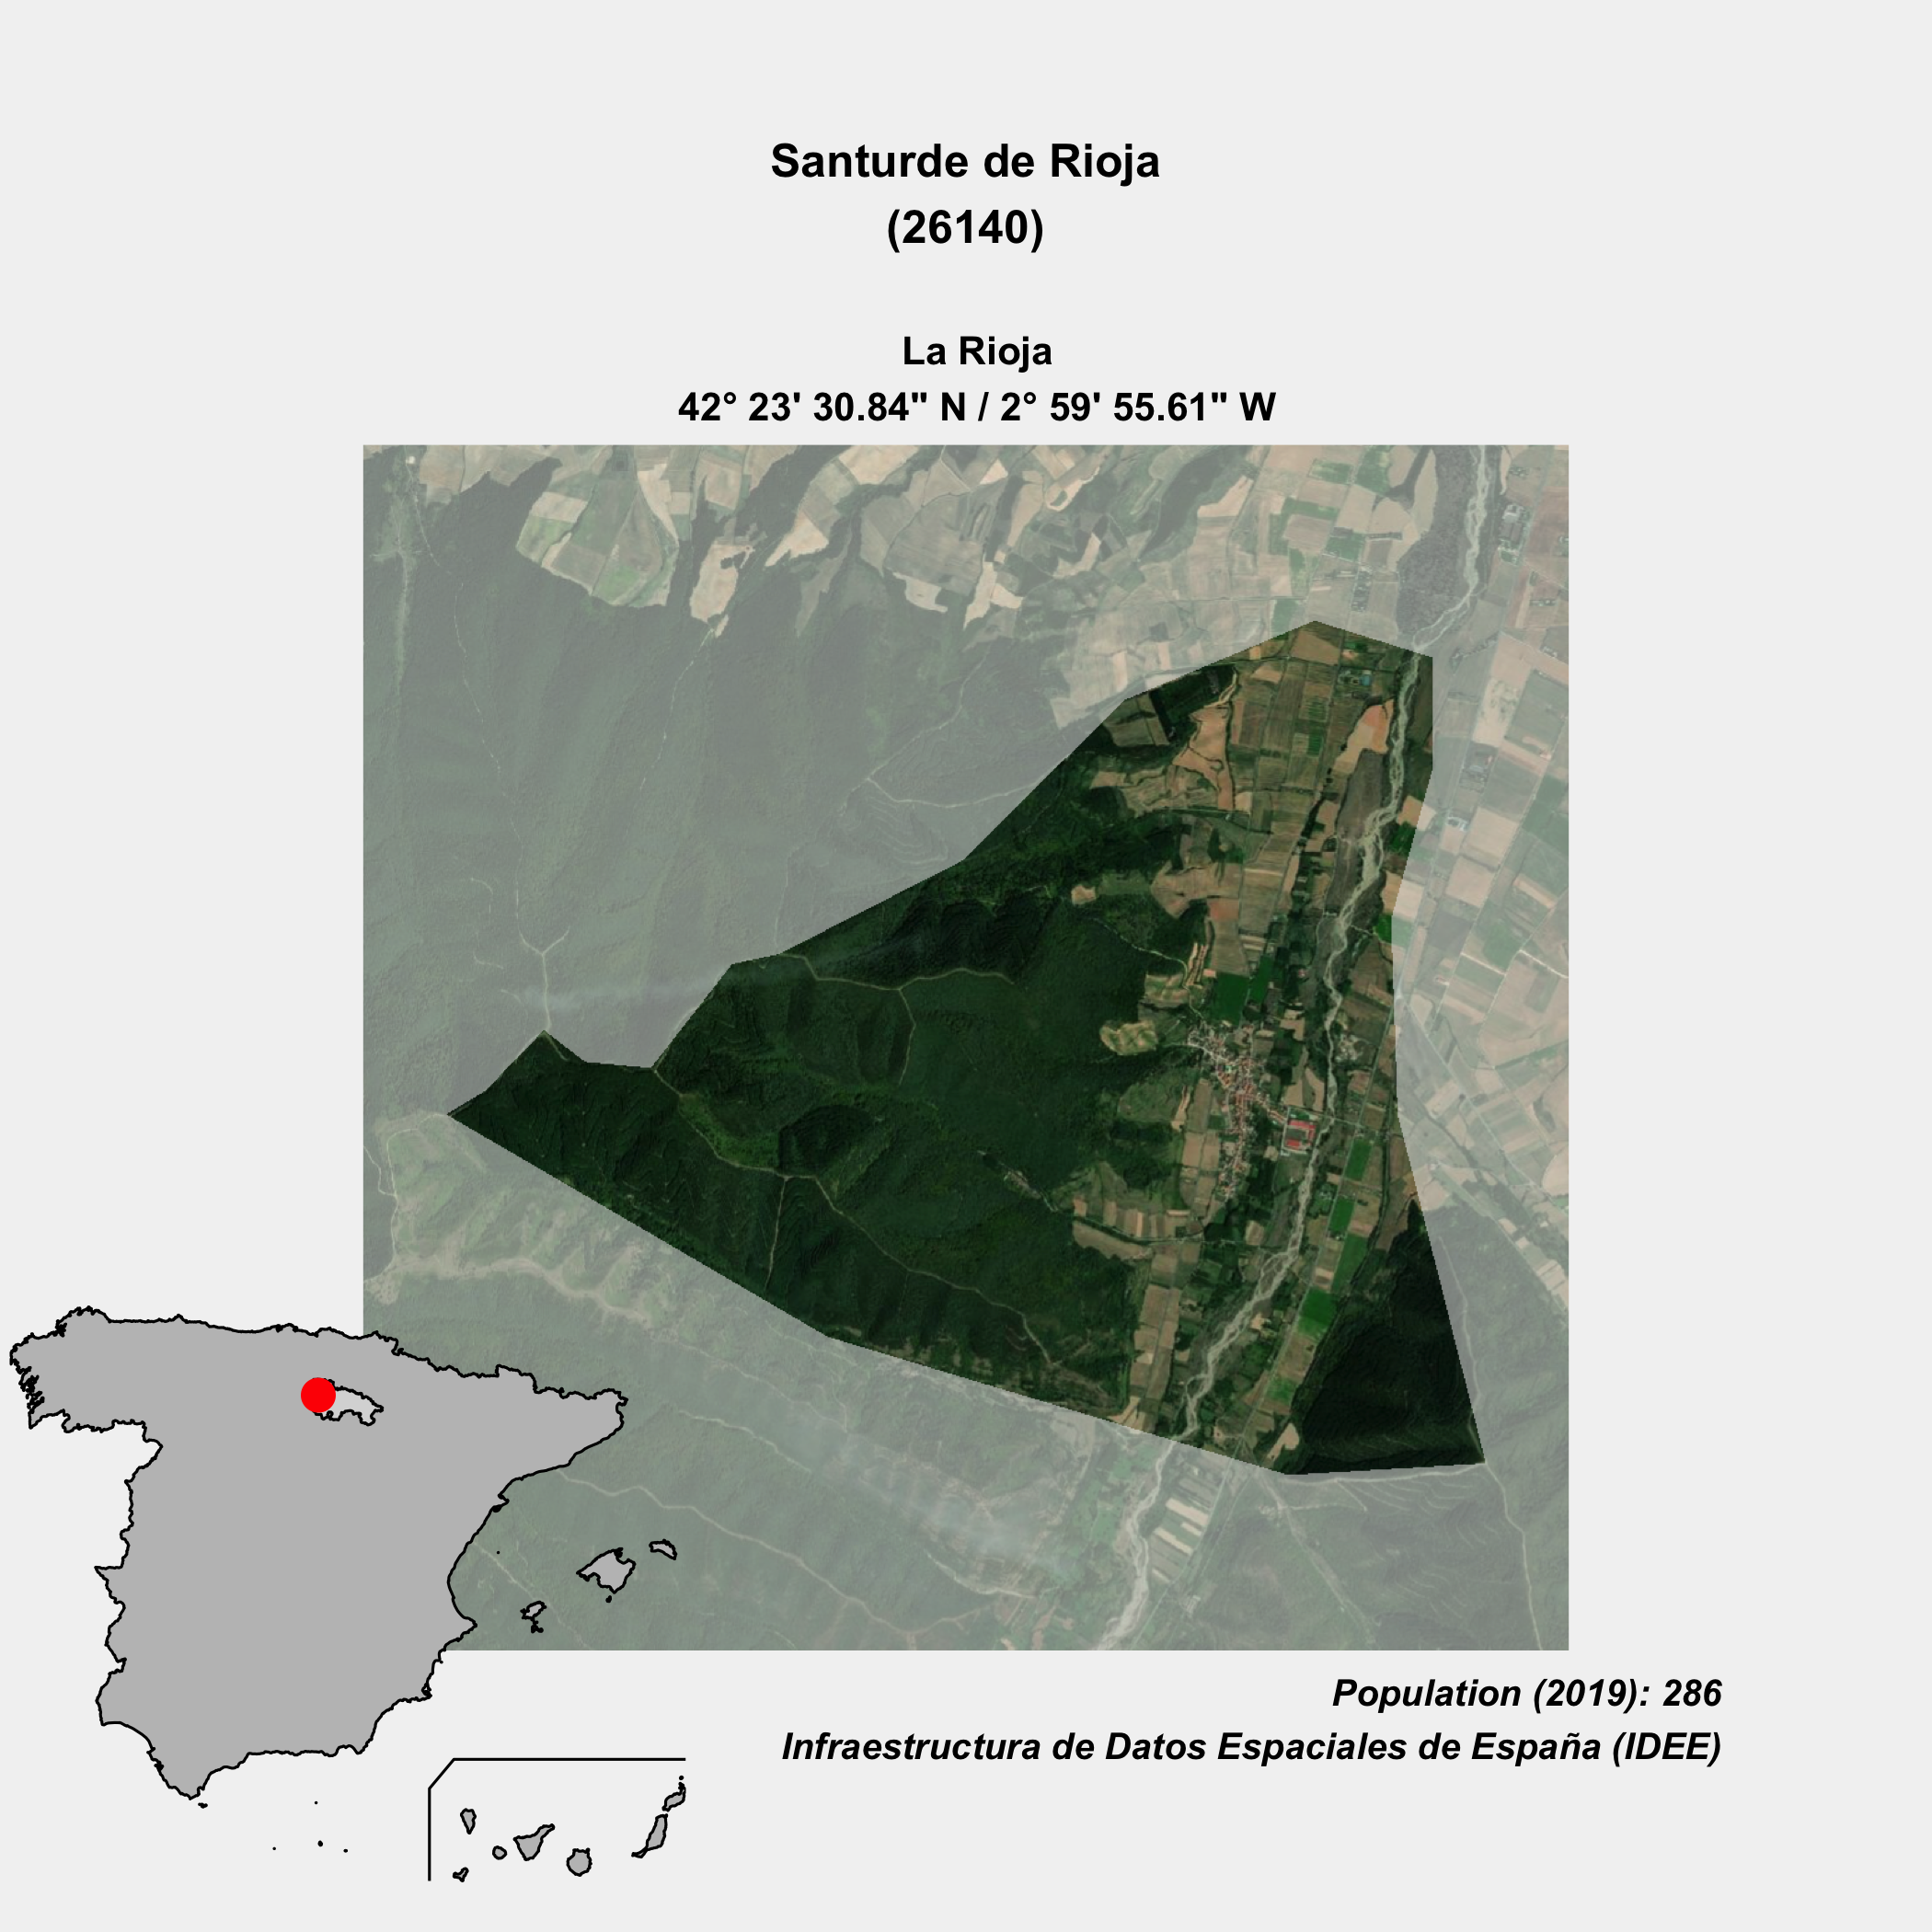 Santurde de Rioja
(26140)
La Rioja
42° 23' 30.84" N / 2° 59' 55.61" W
Population (2019): 286
Infraestructura de Datos Espaciales de España (IDEE)